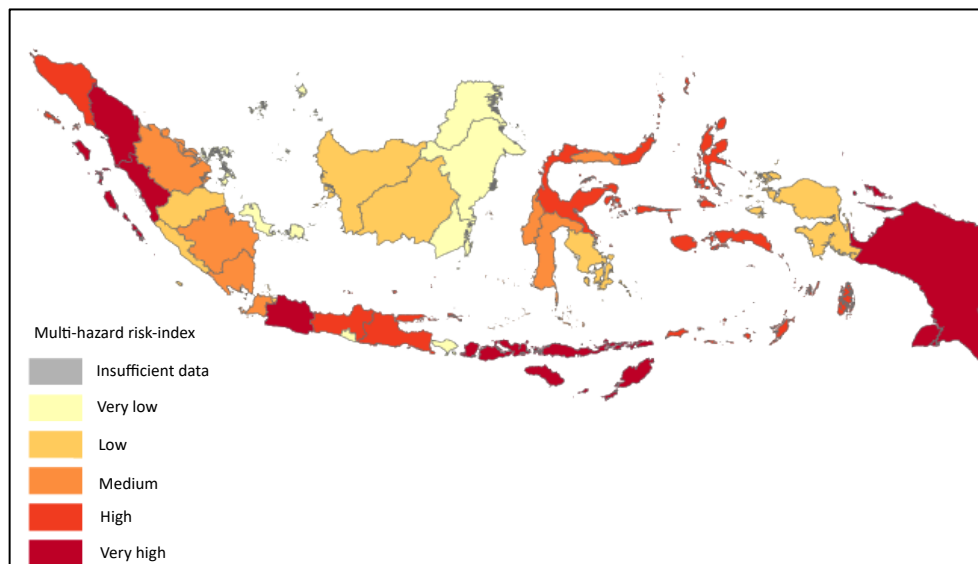 Multi-hazard risk-index
Insufficient data
Very low
Low
Medium
High
Very high